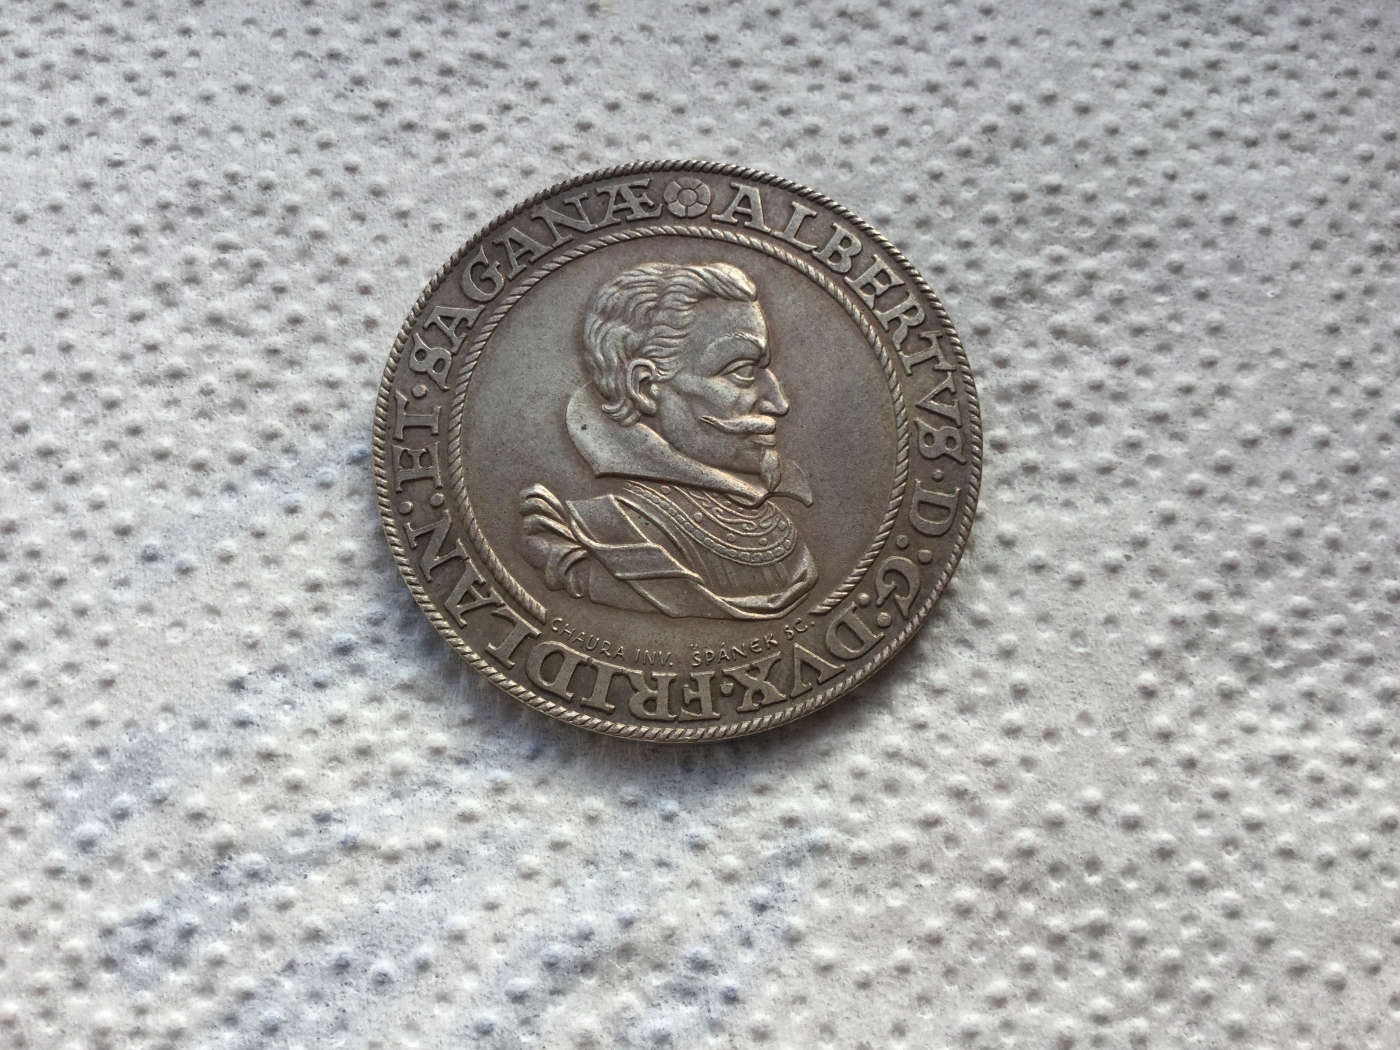 ALBERTVS · D : G : DVX · FRIDLAN : ET · SAGANÆ
CHAURA INV. ŠPÁNEK SC.